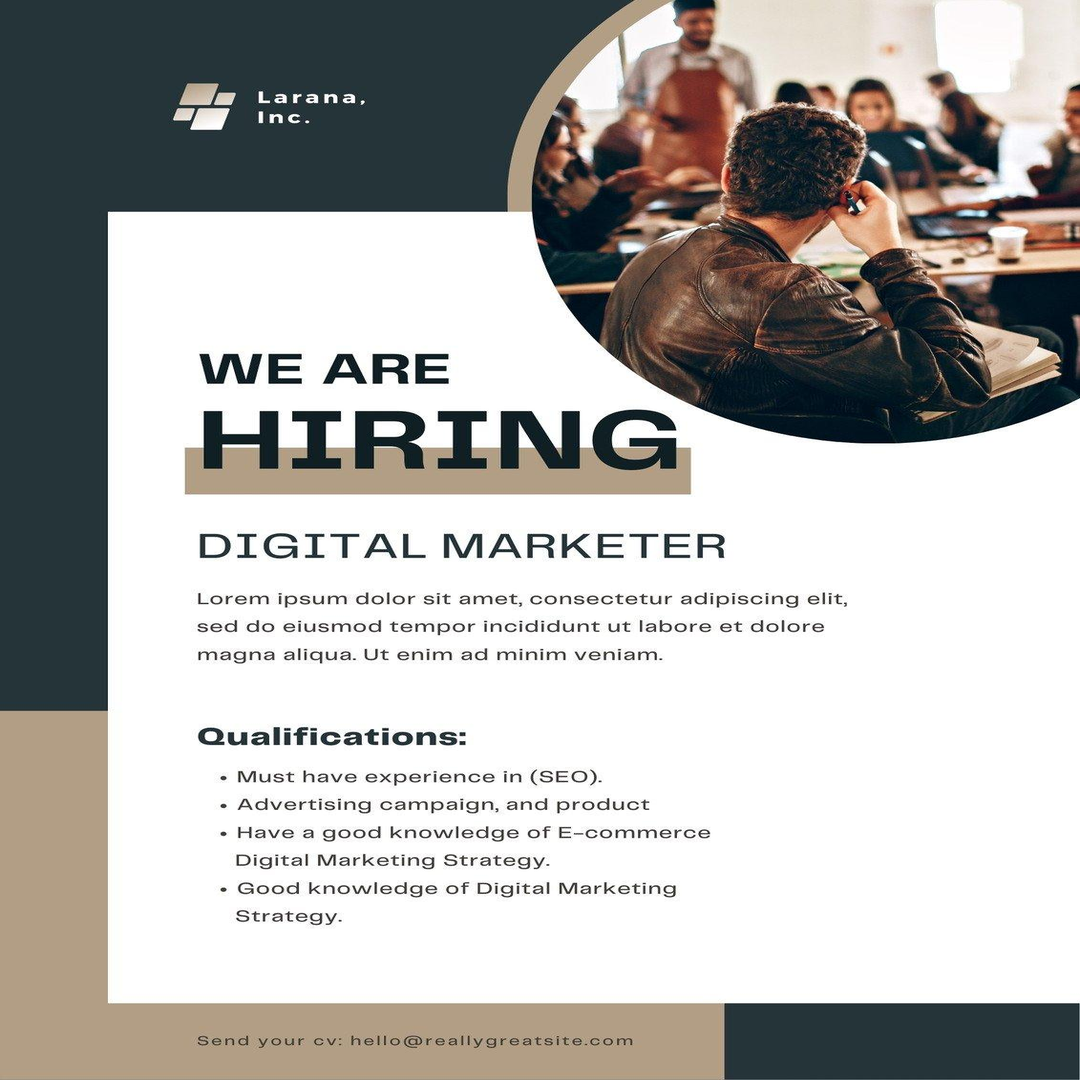 Larana,
Inc.
WE ARE
HIRING
DIGITAL MARKETER
Lorem ipsum dolor sit amet, consectetur adipiscing elit,
sed do eiusmod tempor incididunt ut labore et dolore
magna aliqua. Ut enim ad minim veniam.
Qualifications:
• Must have experience in (SEO).
• Advertising campaign, and product
• Have a good knowledge of E-commerce
Digital Marketing Strategy.
• Good knowledge of Digital Marketing
Strategy.
Send your cv: hello@reallygreatsite.com